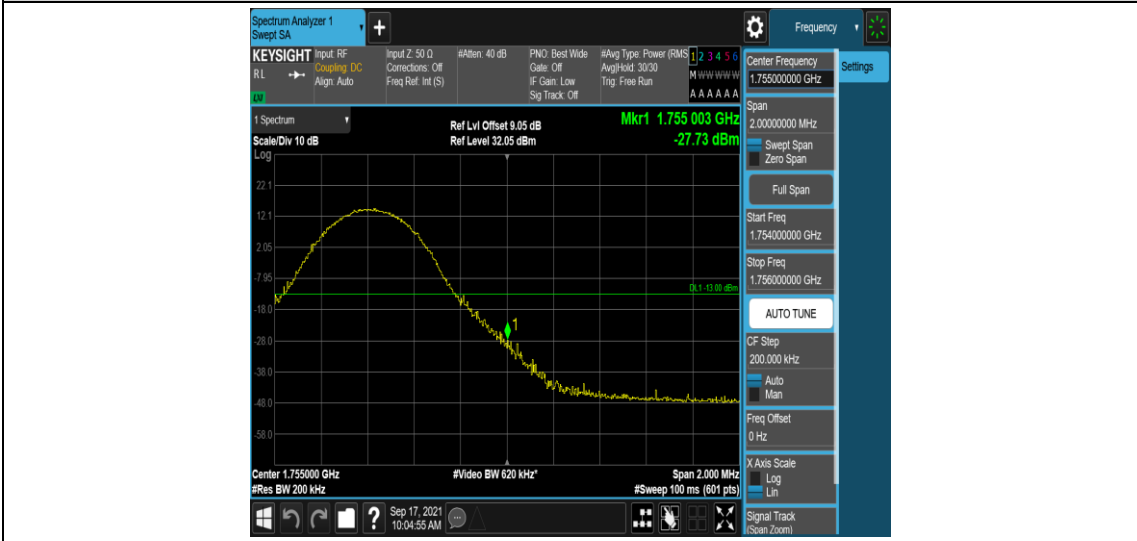 Spectrum Analyzer 1
Swept SA
Frequency
KEYSIGHT
RL
LNI
Input: RF
Coupling: DC
Align: Auto
Input Z: 50 Ω
Corrections: Off
Freq Ref: Int (S)
#Atten: 40 dB
PNO: Best Wide
Gate: Off
IF Gain: Low
Sig Track: Off
#Avg Type: Power (RMS
Avg|Hold: 30/30
Trig: Free Run
1 2 3 4 5 6
M W W W W W
A A A A A A
1 Spectrum
Scale/Div 10 dB
Log
Ref Lvl Offset 9.05 dB
Ref Level 32.05 dBm
Mkr1 1.755 003 GHz
-27.73 dBm
22.1
12.1
2.05
-7.95
-18.0
-28.0
-38.0
-48.0
-58.0
DL1 -13.00 dBm
1
Center 1.755000 GHz
#Res BW 200 kHz
#Video BW 620 kHz*
Span 2.000 MHz
#Sweep 100 ms (601 pts)
Center Frequency
1.755000000 GHz
Settings
Span
2.00000000 MHz
Swept Span
Zero Span
Full Span
Start Freq
1.754000000 GHz
Stop Freq
1.756000000 GHz
AUTO TUNE
CF Step
200.000 kHz
Auto
Man
Freq Offset
0 Hz
X Axis Scale
Log
Lin
Signal Track
(Span Zoom)
?
Sep 17, 2021
10:04:55 AM